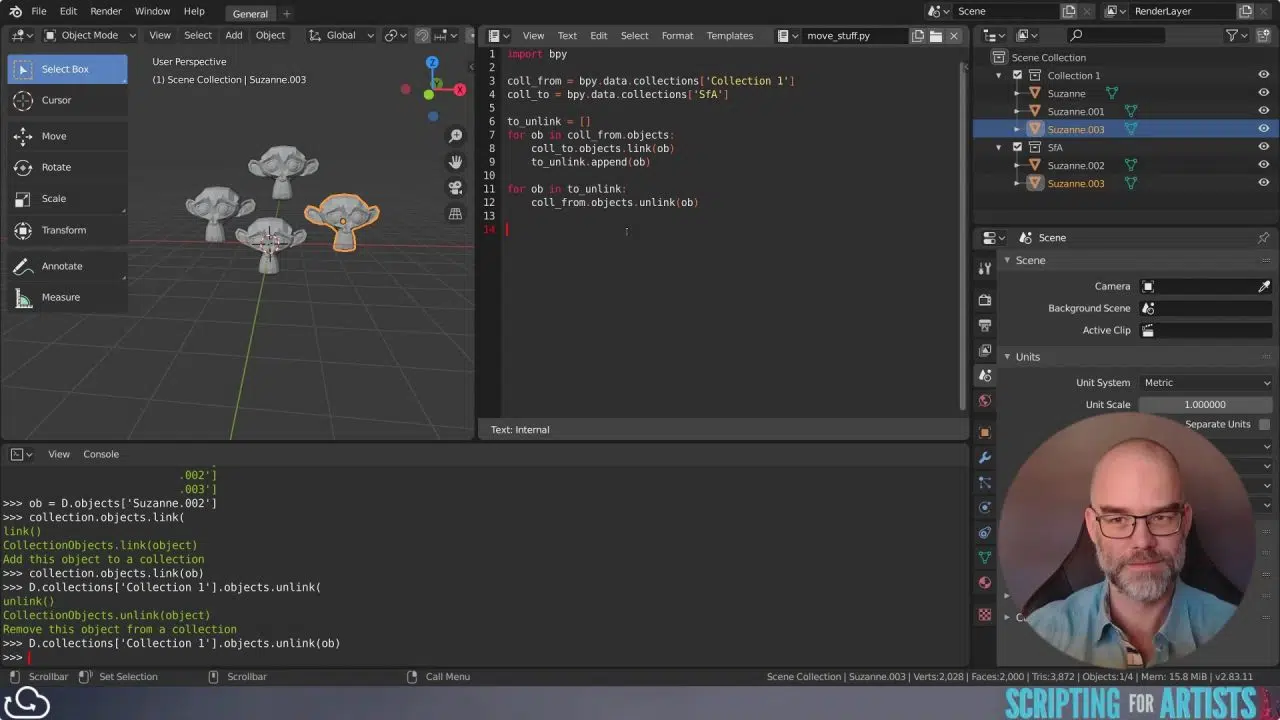 File Edit Render Window Help General + Scene RenderLayer
Object Mode View Select Add Object Global View Text Edit Select Format Templates move_stuff.py
Select Box
Cursor
Move
Rotate
Scale
Transform
Annotate
Measure
User Perspective
(1) Scene Collection | Suzanne.003
Z
Y
X
1 import bpy
2
3 coll_from = bpy.data.collections['Collection 1']
4 coll_to = bpy.data.collections['SfA']
5
6 to_unlink = []
7 for ob in coll_from.objects:
8 coll_to.objects.link(ob)
9 to_unlink.append(ob)
10
11 for ob in to_unlink:
12 coll_from.objects.unlink(ob)
13
14
Text: Internal
Scene Collection
Collection 1
Suzanne
Suzanne.001
Suzanne.003
SfA
Suzanne.002
Suzanne.003
Scene
Scene
Camera
Background Scene
Active Clip
Units
Unit System Metric
Unit Scale 1.000000
Separate Units
View Console
.002']
.003']
>>> ob = D.objects['Suzanne.002']
>>> collection.objects.link(
link()
CollectionObjects.link(object)
Add this object to a collection
>>> collection.objects.link(ob)
>>> D.collections['Collection 1'].objects.unlink(
unlink()
CollectionObjects.unlink(object)
Remove this object from a collection
>>> D.collections['Collection 1'].objects.unlink(ob)
>>>
Scrollbar Set Selection Scrollbar Call Menu Scene Collection | Suzanne.003 | Verts:2,028 | Faces:2,000 | Tris:3,872 | Objects:1/4 | Mem: 15.8 MiB | v2.83.11
SCRIPTING FOR ARTISTS